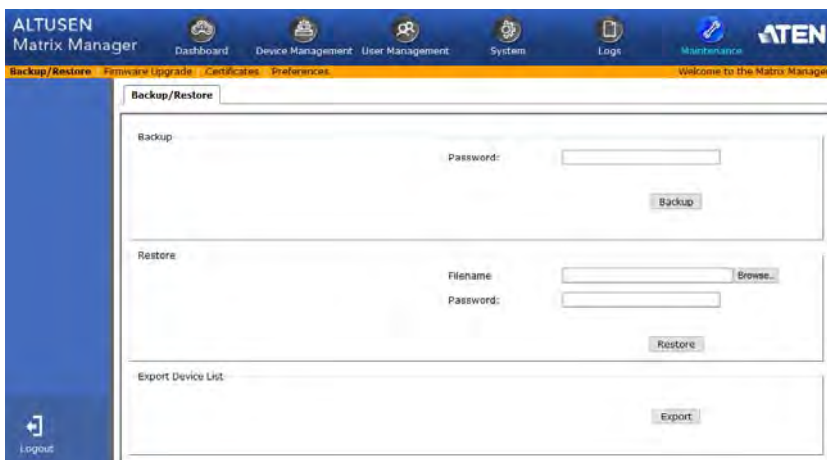 ALTUSEN
Matrix Manager
Dashboard Device Management User Management System Logs Maintenance
ATEN
Backup/Restore Firmware Upgrade Certificates Preferences Welcome to the Matrix Manage
Backup/Restore
Backup
Password:
Backup
Restore
Filename Browse...
Password:
Restore
Export Device List
Export
Logout